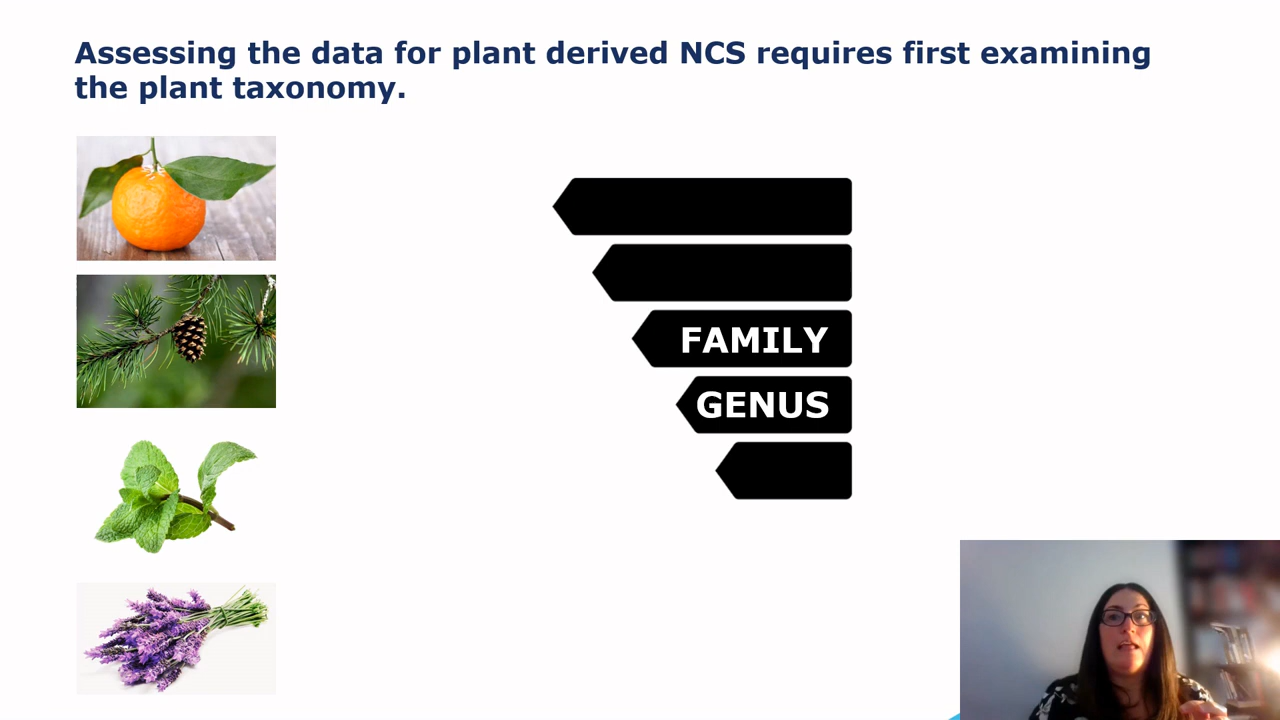 Assessing the data for plant derived NCS requires first examining
the plant taxonomy.
FAMILY
GENUS